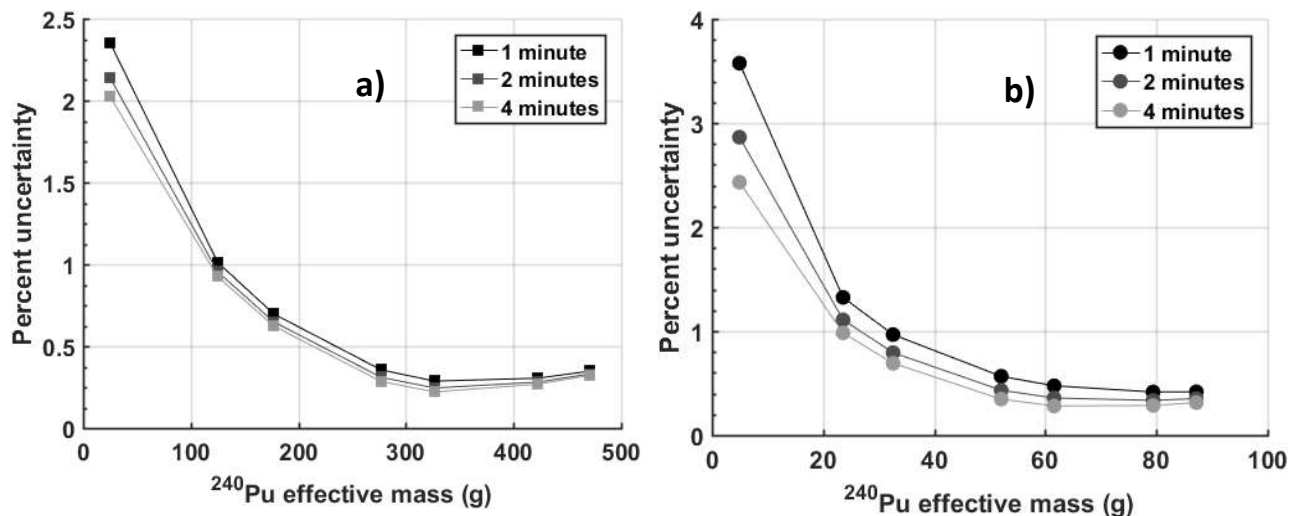 2.5
2
1.5
1
0.5
0
Percent uncertainty
0 100 200 300 400 500
²⁴⁰Pu effective mass (g)
a)
1 minute
2 minutes
4 minutes
4
3
2
1
0
Percent uncertainty
0 20 40 60 80 100
²⁴⁰Pu effective mass (g)
b)
1 minute
2 minutes
4 minutes